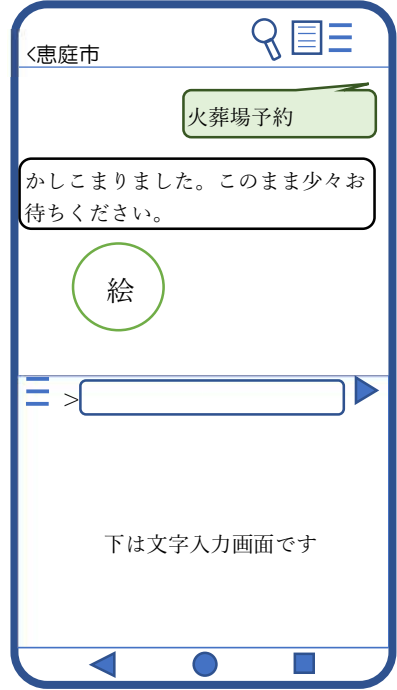 <恵庭市
火葬場予約
かしこまりました。このまま少々お
待ちください。
絵
>
下は文字入力画面です